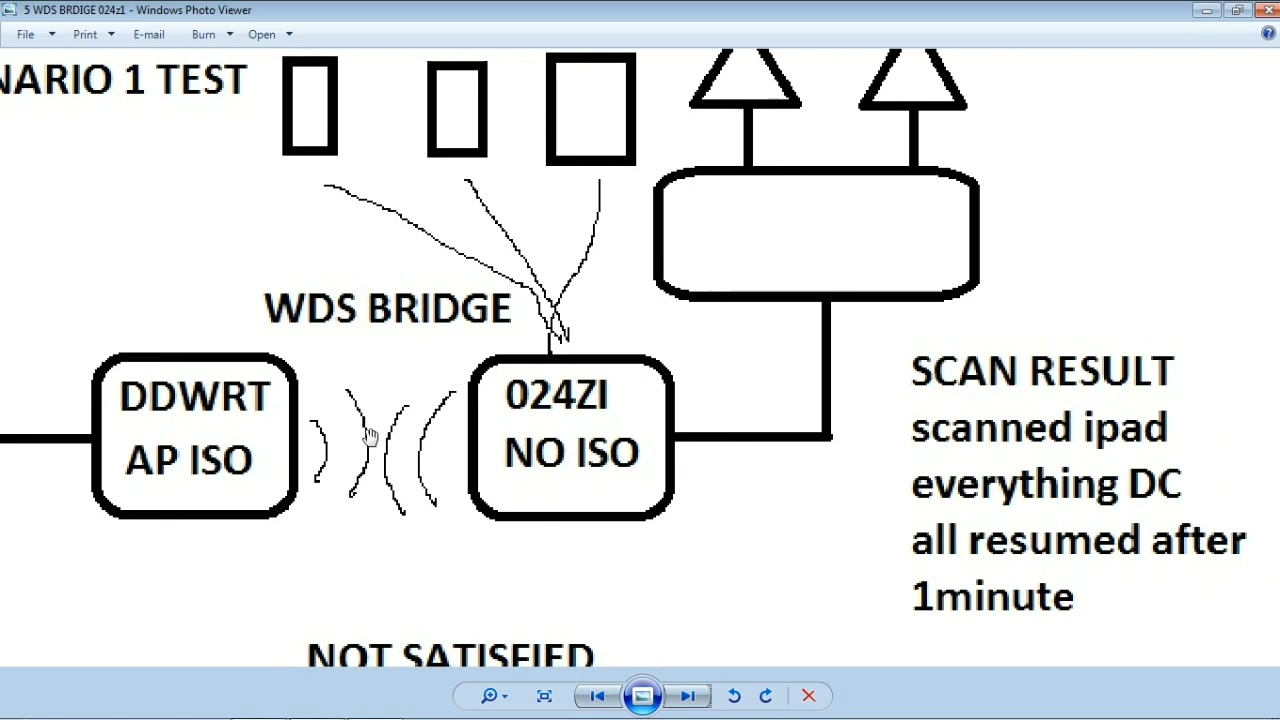 5 WDS BRDIGE 024z1 - Windows Photo Viewer
File Print E-mail Burn Open
NARIO 1 TEST
WDS BRIDGE
DDWRT
AP ISO
024ZI
NO ISO
SCAN RESULT
scanned ipad
everything DC
all resumed after
1minute
NOT SATISFIED